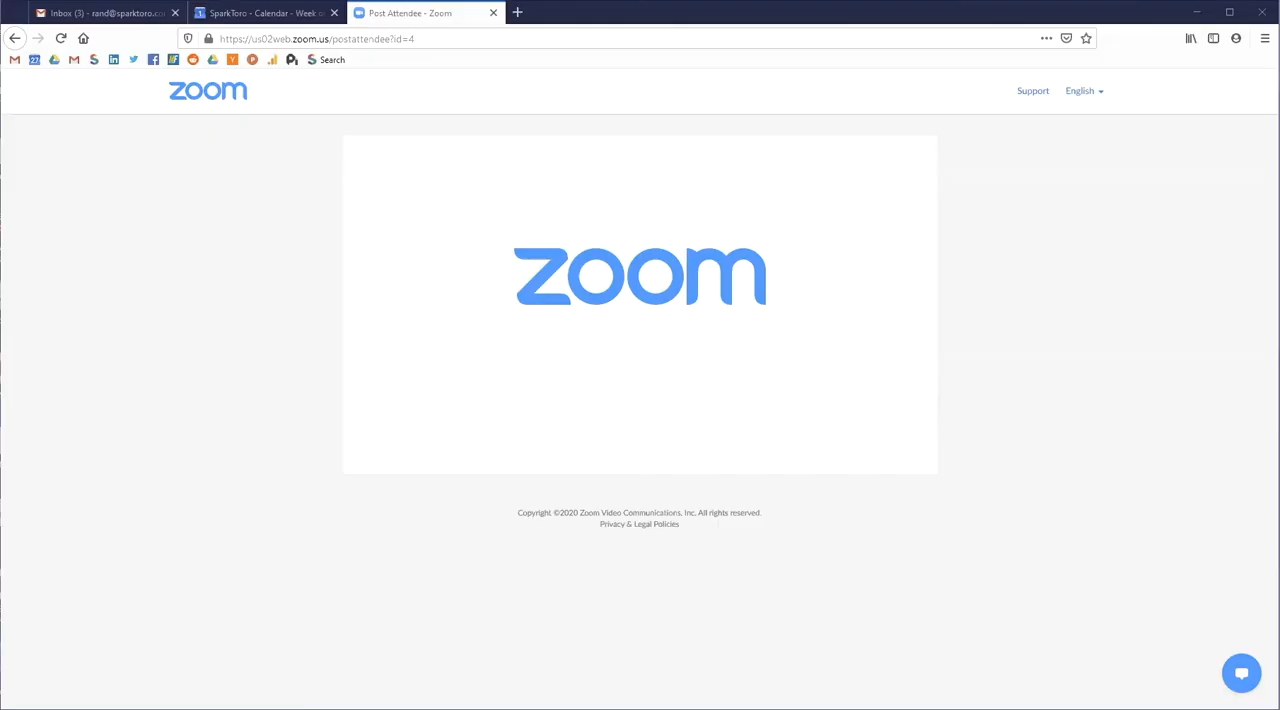 Inbox (3) - rand@sparktoro.co
SparkToro - Calendar - Week o
Post Attendee - Zoom
https://us02web.zoom.us/postattendee?id=4
27
Search
zoom
Support
English
zoom
Copyright ©2020 Zoom Video Communications, Inc. All rights reserved.
Privacy & Legal Policies